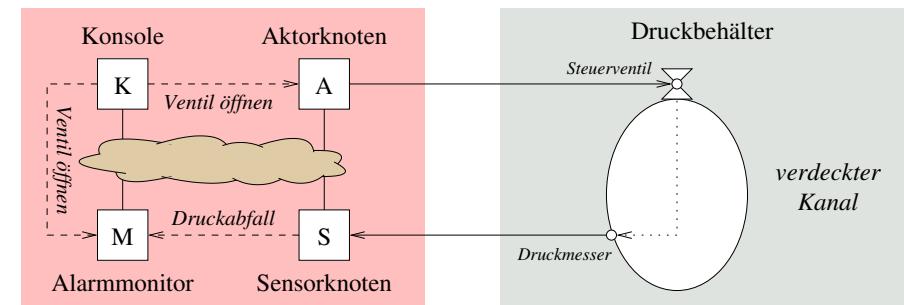 Konsole
Aktorknoten
Druckbehälter
K
A
Ventil öffnen
Steuerventil
Ventil öffnen
verdeckter
Kanal
Druckabfall
M
S
Druckmesser
Alarmmonitor
Sensorknoten